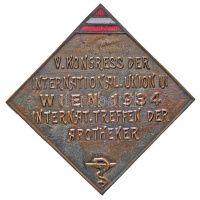 V. KONGRESS DER
INTERNATIONAL. UNION U.
WIEN 1934
INTERNAT. TREFFEN DER
APOTHEKER